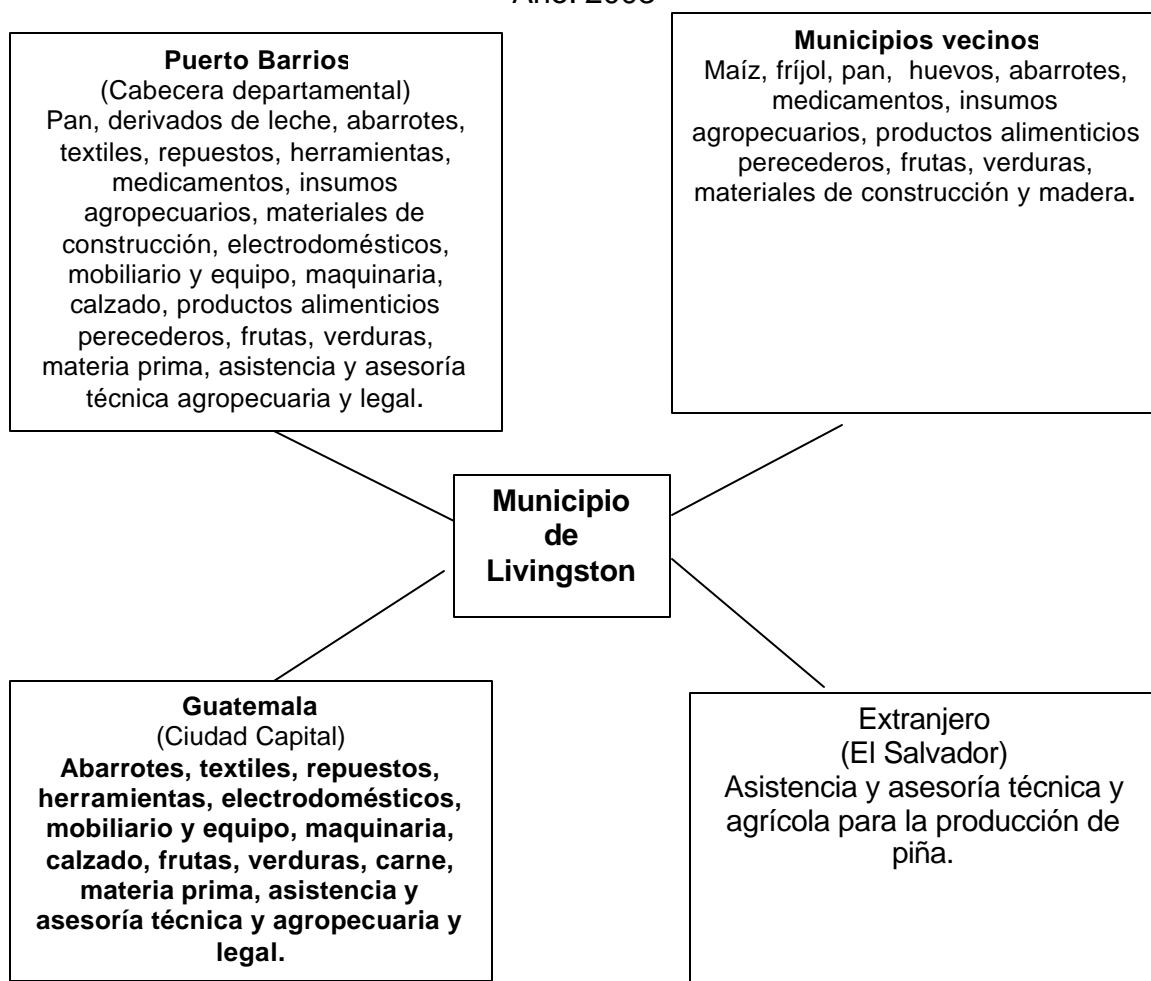 Puerto Barrios
(Cabecera departamental)
Pan, derivados de leche, abarrotes,
textiles, repuestos, herramientas,
medicamentos, insumos
agropecuarios, materiales de
construcción, electrodomésticos,
mobiliario y equipo, maquinaria,
calzado, productos alimenticios
perecederos, frutas, verduras,
materia prima, asistencia y asesoría
técnica agropecuaria y legal.
Municipios vecinos
Maíz, fríjol, pan, huevos, abarrotes,
medicamentos, insumos
agropecuarios, productos alimenticios
perecederos, frutas, verduras,
materiales de construcción y madera.
Municipio
de
Livingston
Guatemala
(Ciudad Capital)
Abarrotes, textiles, repuestos,
herramientas, electrodomésticos,
mobiliario y equipo, maquinaria,
calzado, frutas, verduras, carne,
materia prima, asistencia y
asesoría técnica y agropecuaria y
legal.
Extranjero
(El Salvador)
Asistencia y asesoría técnica y
agrícola para la producción de
piña.